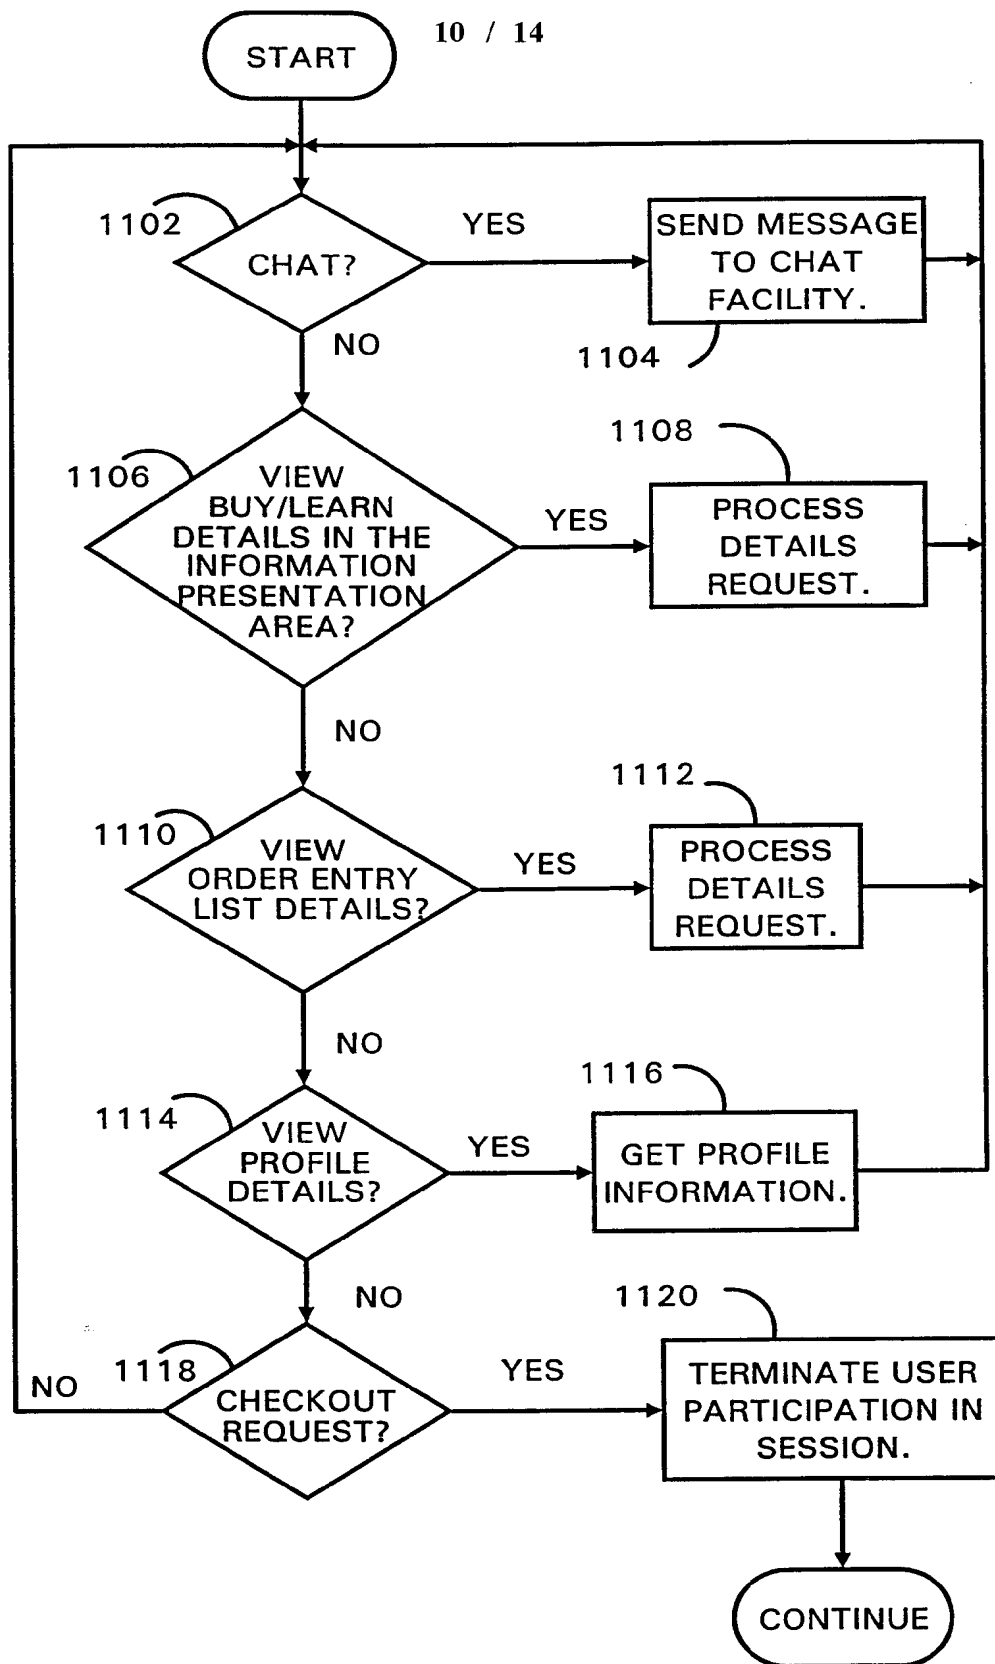 10 / 14
START
1102
CHAT?
YES
SEND MESSAGE
TO CHAT
FACILITY.
1104
NO
1106
VIEW
BUY/LEARN
DETAILS IN THE
INFORMATION
PRESENTATION
AREA?
YES
1108
PROCESS
DETAILS
REQUEST.
NO
1110
VIEW
ORDER ENTRY
LIST DETAILS?
YES
1112
PROCESS
DETAILS
REQUEST.
NO
1114
VIEW
PROFILE
DETAILS?
YES
1116
GET PROFILE
INFORMATION.
NO
1118
CHECKOUT
REQUEST?
NO
YES
1120
TERMINATE USER
PARTICIPATION IN
SESSION.
CONTINUE